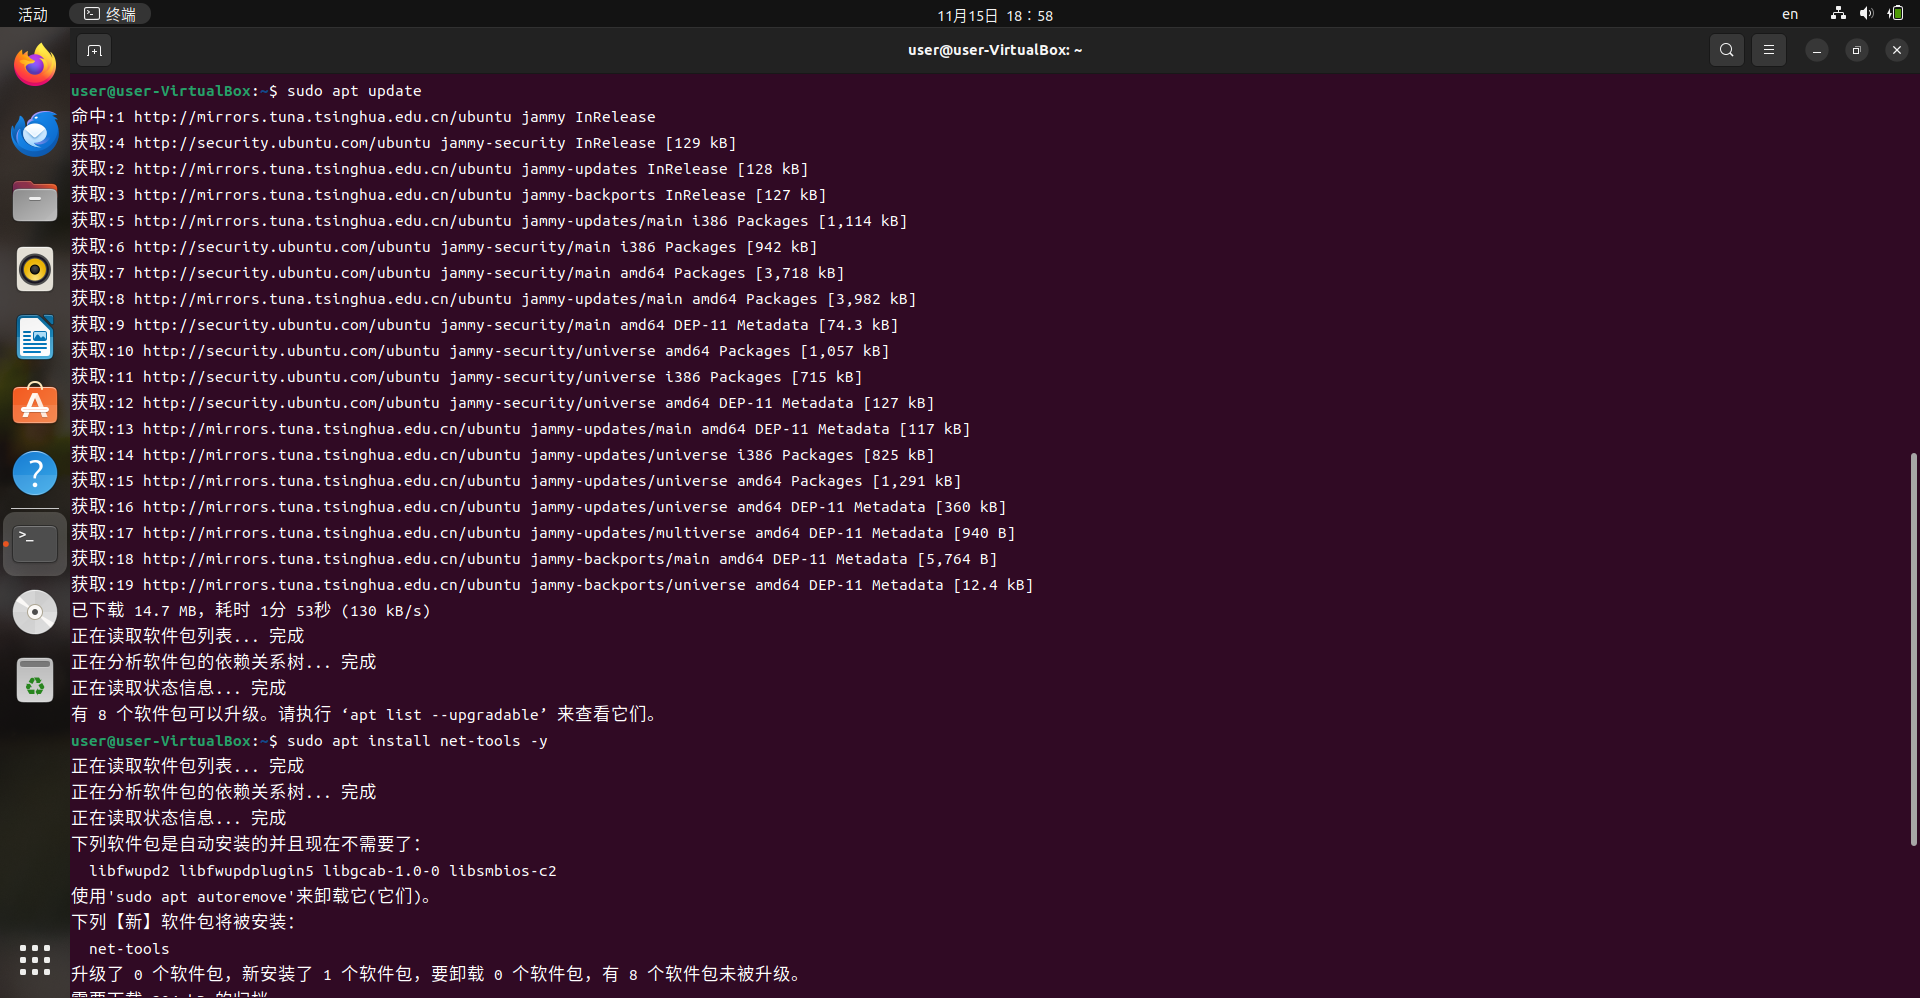 活动
终端
11月15日 18：58
en
user@user-VirtualBox: ~
user@user-VirtualBox:~$ sudo apt update
命中:1 http://mirrors.tuna.tsinghua.edu.cn/ubuntu jammy InRelease
获取:4 http://security.ubuntu.com/ubuntu jammy-security InRelease [129 kB]
获取:2 http://mirrors.tuna.tsinghua.edu.cn/ubuntu jammy-updates InRelease [128 kB]
获取:3 http://mirrors.tuna.tsinghua.edu.cn/ubuntu jammy-backports InRelease [127 kB]
获取:5 http://mirrors.tuna.tsinghua.edu.cn/ubuntu jammy-updates/main i386 Packages [1,114 kB]
获取:6 http://security.ubuntu.com/ubuntu jammy-security/main i386 Packages [942 kB]
获取:7 http://security.ubuntu.com/ubuntu jammy-security/main amd64 Packages [3,718 kB]
获取:8 http://mirrors.tuna.tsinghua.edu.cn/ubuntu jammy-updates/main amd64 Packages [3,982 kB]
获取:9 http://security.ubuntu.com/ubuntu jammy-security/main amd64 DEP-11 Metadata [74.3 kB]
获取:10 http://security.ubuntu.com/ubuntu jammy-security/universe amd64 Packages [1,057 kB]
获取:11 http://security.ubuntu.com/ubuntu jammy-security/universe i386 Packages [715 kB]
获取:12 http://security.ubuntu.com/ubuntu jammy-security/universe amd64 DEP-11 Metadata [127 kB]
获取:13 http://mirrors.tuna.tsinghua.edu.cn/ubuntu jammy-updates/main amd64 DEP-11 Metadata [117 kB]
获取:14 http://mirrors.tuna.tsinghua.edu.cn/ubuntu jammy-updates/universe i386 Packages [825 kB]
获取:15 http://mirrors.tuna.tsinghua.edu.cn/ubuntu jammy-updates/universe amd64 Packages [1,291 kB]
获取:16 http://mirrors.tuna.tsinghua.edu.cn/ubuntu jammy-updates/universe amd64 DEP-11 Metadata [360 kB]
获取:17 http://mirrors.tuna.tsinghua.edu.cn/ubuntu jammy-updates/multiverse amd64 DEP-11 Metadata [940 B]
获取:18 http://mirrors.tuna.tsinghua.edu.cn/ubuntu jammy-backports/main amd64 DEP-11 Metadata [5,764 B]
获取:19 http://mirrors.tuna.tsinghua.edu.cn/ubuntu jammy-backports/universe amd64 DEP-11 Metadata [12.4 kB]
已下载 14.7 MB，耗时 1分 53秒 (130 kB/s)
正在读取软件包列表... 完成
正在分析软件包的依赖关系树... 完成
正在读取状态信息... 完成
有 8 个软件包可以升级。请执行 ‘apt list --upgradable’ 来查看它们。
user@user-VirtualBox:~$ sudo apt install net-tools -y
正在读取软件包列表... 完成
正在分析软件包的依赖关系树... 完成
正在读取状态信息... 完成
下列软件包是自动安装的并且现在不需要了：
libfwupd2 libfwupdplugin5 libgcab-1.0-0 libsmbios-c2
使用'sudo apt autoremove'来卸载它(它们)。
下列【新】软件包将被安装：
net-tools
升级了 0 个软件包，新安装了 1 个软件包，要卸载 0 个软件包，有 8 个软件包未被升级。